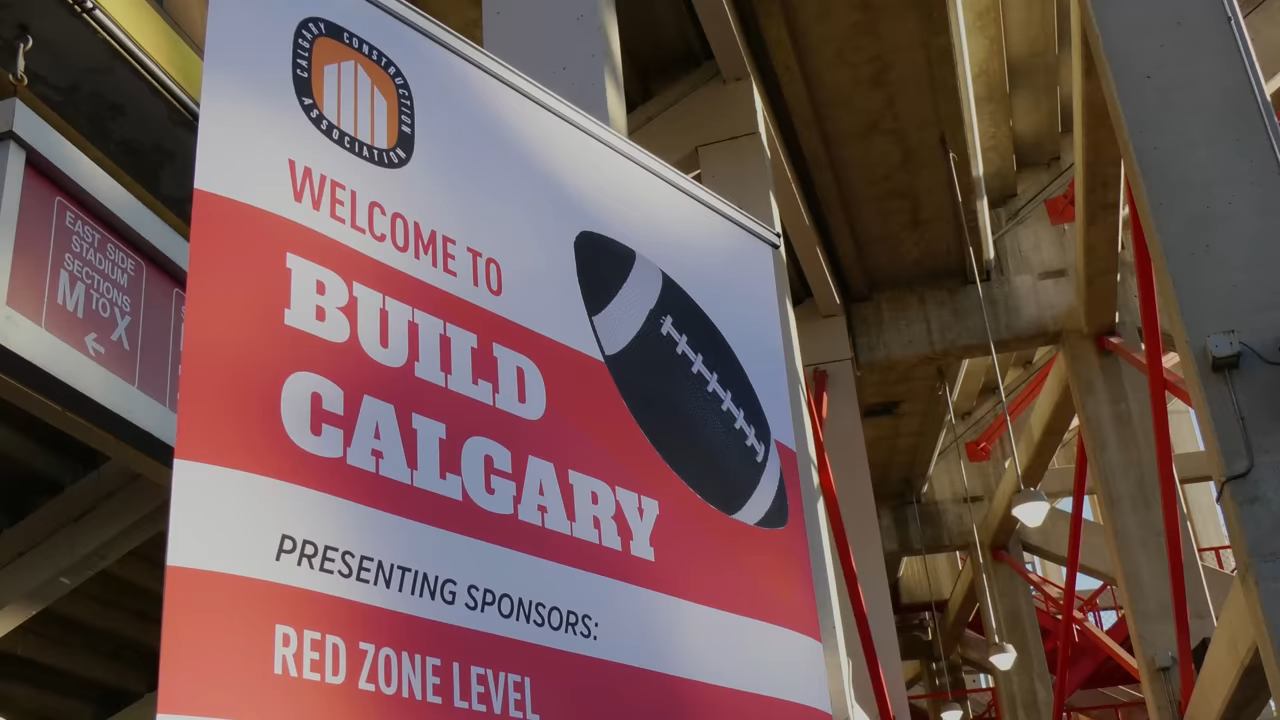 CALGARY CONSTRUCTION
ASSOCIATION
WELCOME TO
BUILD
CALGARY
PRESENTING SPONSORS:
RED ZONE LEVEL
EAST SIDE
STADIUM
SECTIONS
M TO X
←